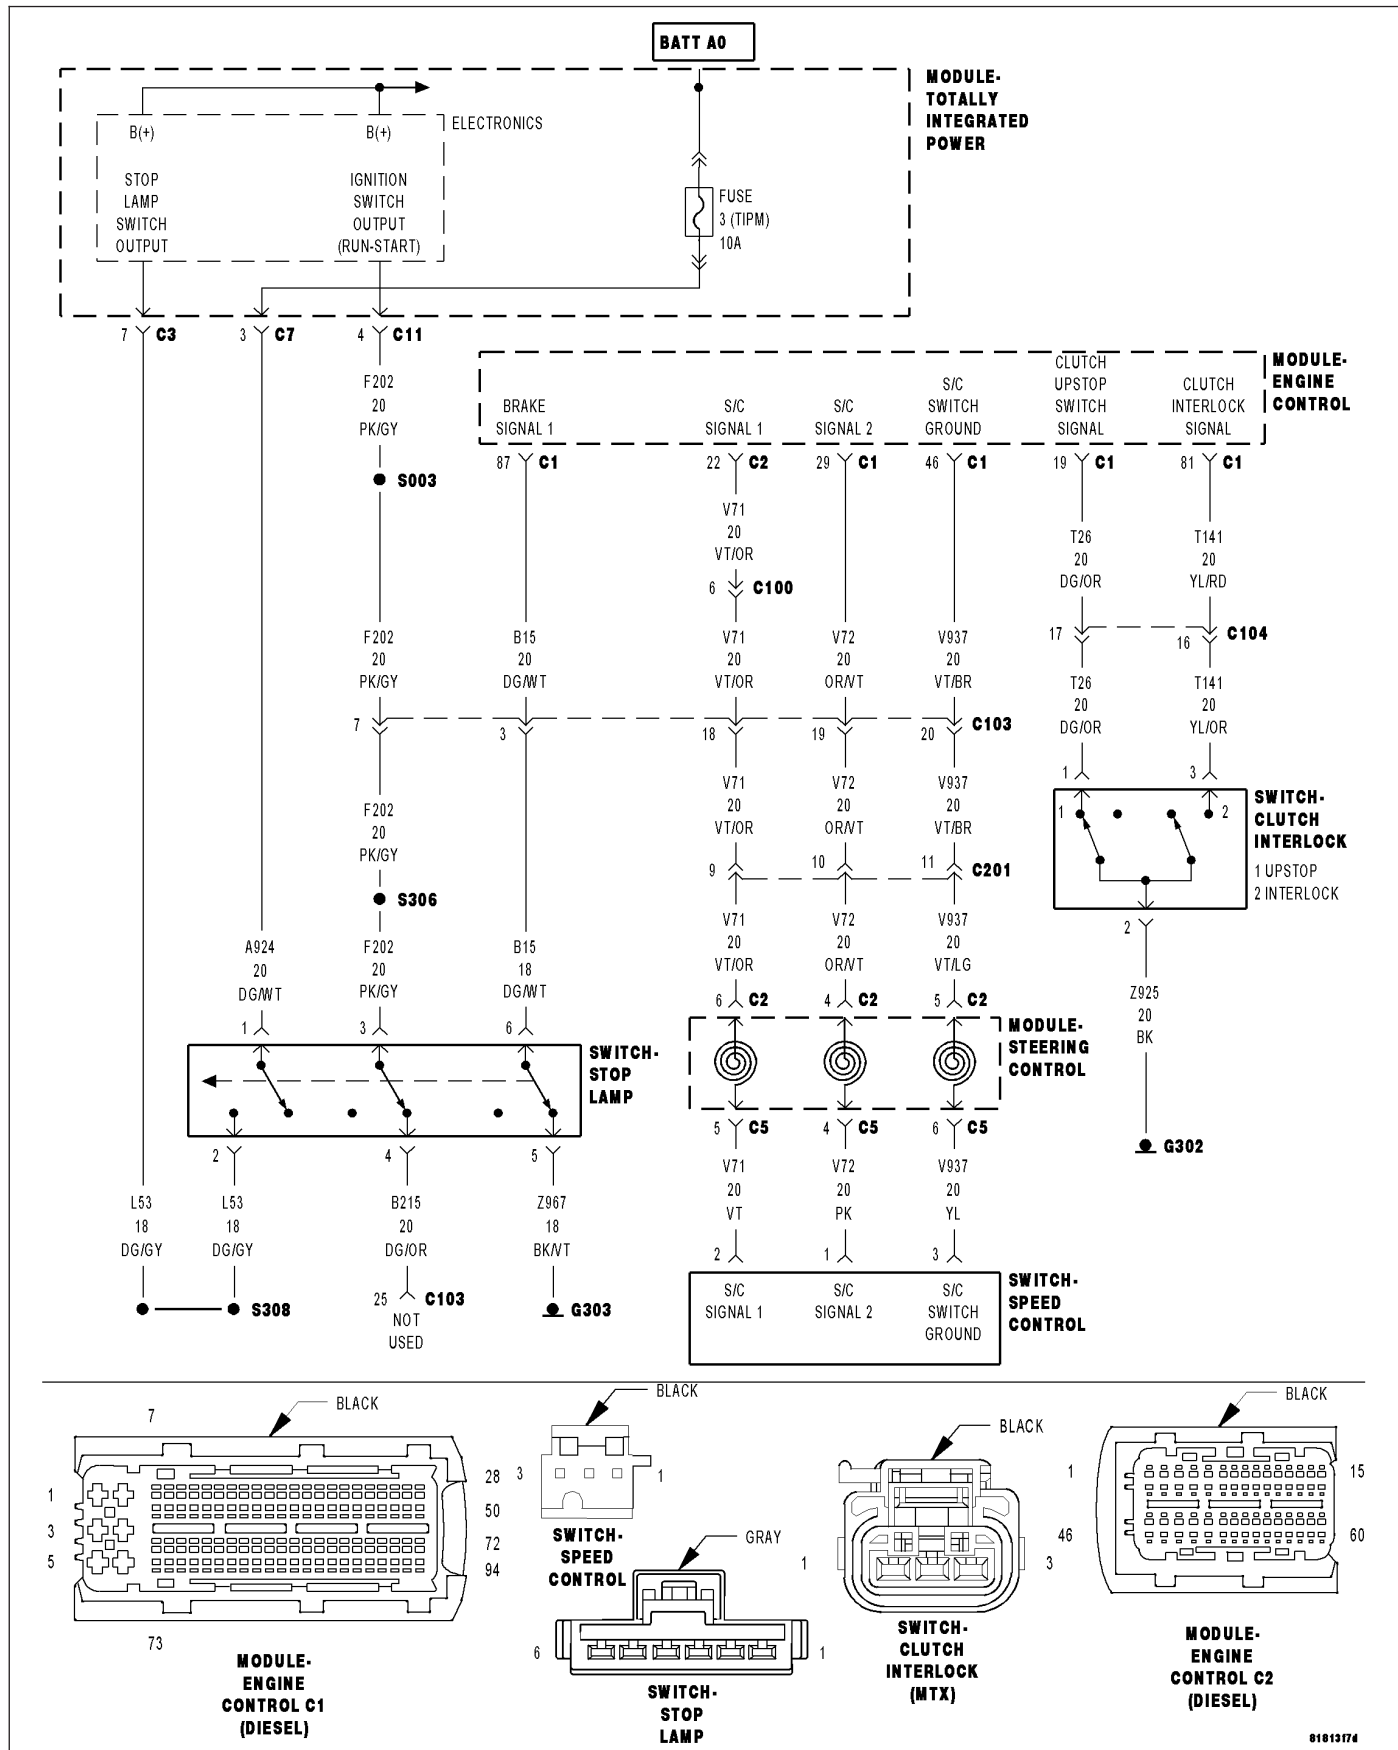 BATT A0
MODULE-
TOTALLY
INTEGRATED
POWER
ELECTRONICS
B(+)
B(+)
STOP
LAMP
SWITCH
OUTPUT
IGNITION
SWITCH
OUTPUT
(RUN-START)
FUSE
3 (TIPM)
10A
7 C3
3 C7
4 C11
F202
20
PK/GY
S003
MODULE-
ENGINE
CONTROL
BRAKE
SIGNAL 1
S/C
SIGNAL 1
S/C
SIGNAL 2
S/C
SWITCH
GROUND
CLUTCH
UPSTOP
SWITCH
SIGNAL
CLUTCH
INTERLOCK
SIGNAL
87 C1
22 C2
29 C1
46 C1
19 C1
81 C1
V71
20
VT/OR
6 C100
T26
20
DG/OR
T141
20
YL/RD
17
16 C104
F202
20
PK/GY
B15
20
DG/WT
V71
20
VT/OR
V72
20
OR/VT
V937
20
VT/BR
T26
20
DG/OR
T141
20
YL/OR
7
3
18
19
20 C103
1
3
F202
20
PK/GY
V71
20
VT/OR
V72
20
OR/VT
V937
20
VT/BR
1
2
SWITCH-
CLUTCH
INTERLOCK
1 UPSTOP
2 INTERLOCK
S306
9
10
11 C201
2
A924
20
DG/WT
F202
20
PK/GY
B15
18
DG/WT
V71
20
VT/OR
V72
20
OR/VT
V937
20
VT/LG
Z925
20
BK
1
3
6
6 C2
4 C2
5 C2
SWITCH-
STOP
LAMP
MODULE-
STEERING
CONTROL
2
4
5
5 C5
4 C5
6 C5
G302
L53
18
DG/GY
L53
18
DG/GY
B215
20
DG/OR
Z967
18
BK/VT
V71
20
VT
V72
20
PK
V937
20
YL
2
1
3
S308
25 C103
NOT
USED
G303
S/C
SIGNAL 1
S/C
SIGNAL 2
S/C
SWITCH
GROUND
SWITCH-
SPEED
CONTROL
BLACK
7
1
3
5
28
50
72
94
73
MODULE-
ENGINE
CONTROL C1
(DIESEL)
BLACK
3
1
SWITCH-
SPEED
CONTROL
GRAY
6
1
SWITCH-
STOP
LAMP
BLACK
1
3
SWITCH-
CLUTCH
INTERLOCK
(MTX)
BLACK
1
15
46
60
MODULE-
ENGINE
CONTROL C2
(DIESEL)
8181317d